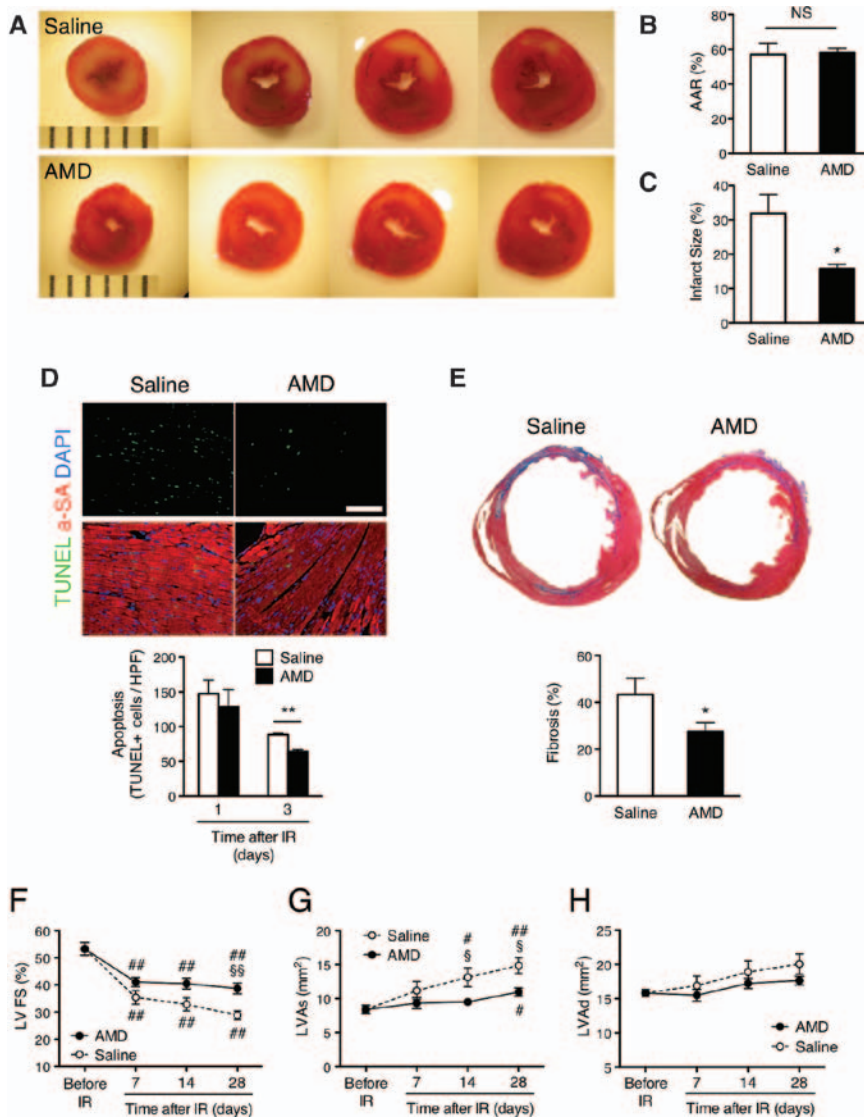 A
Saline
AMD
B
AAR (%)
80
60
40
20
0
NS
Saline AMD
C
Infarct Size (%)
40
30
20
10
0
*
Saline AMD
D
Saline AMD
TUNEL a-SA DAPI
Apoptosis
(TUNEL+ cells / HPF)
200
150
100
50
0
Saline
AMD
**
1 3
Time after IR
(days)
E
Saline AMD
Fibrosis (%)
60
40
20
0
*
Saline AMD
F
LV FS (%)
60
50
40
30
20
10
## ## ##
§§
## ## ##
AMD
Saline
Before
IR
7 14 28
Time after IR (days)
G
LVAs (mm²)
20
15
10
5
0
Saline
AMD
# ##
§ §
#
Before
IR
7 14 28
Time after IR (days)
H
LVAd (mm²)
25
20
15
10
5
AMD
Saline
Before
IR
7 14 28
Time after IR (days)